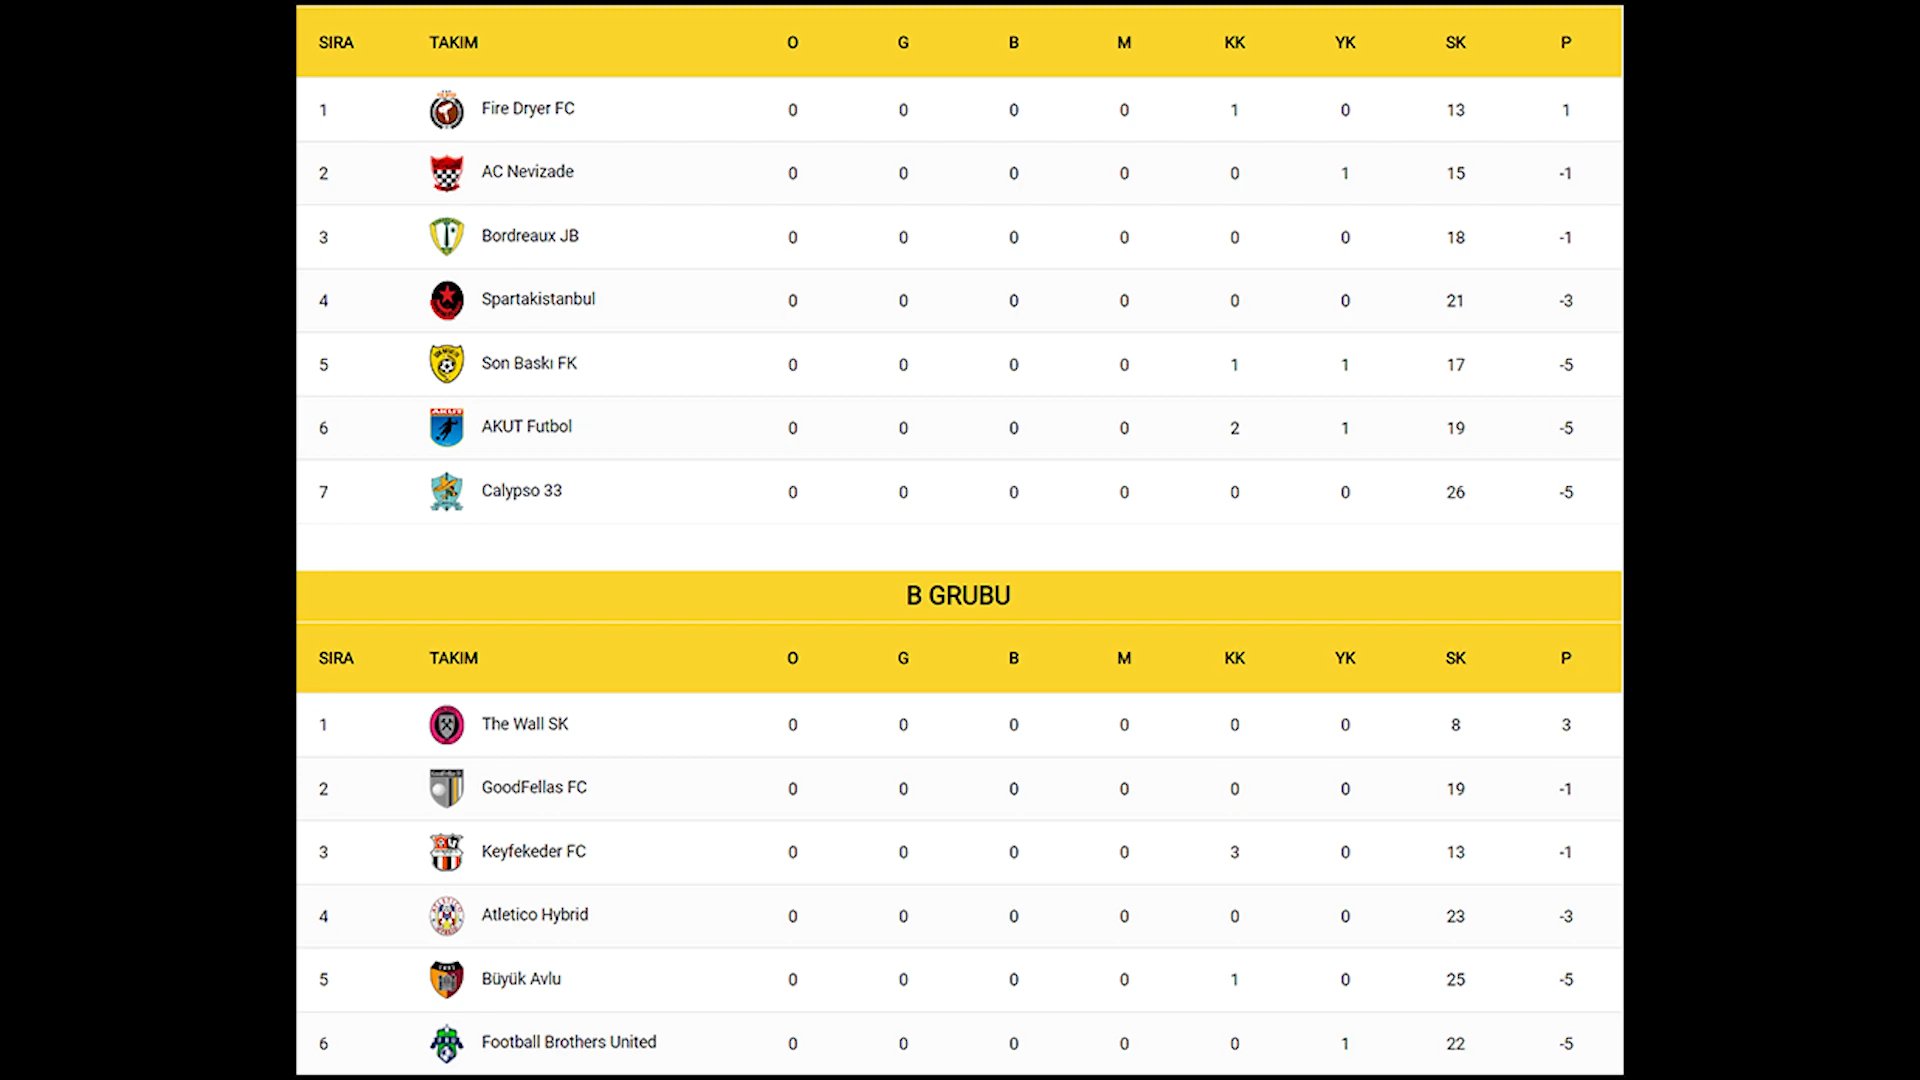 SIRA TAKIM O G B M KK YK SK P
1 Fire Dryer FC 0 0 0 0 1 0 13 1
2 AC Nevizade 0 0 0 0 0 1 15 -1
3 Bordreaux JB 0 0 0 0 0 0 18 -1
4 Spartakistanbul 0 0 0 0 0 0 21 -3
5 Son Baskı FK 0 0 0 0 1 1 17 -5
AKUT
6 AKUT Futbol 0 0 0 0 2 1 19 -5
7 Calypso 33 0 0 0 0 0 0 26 -5
B GRUBU
SIRA TAKIM O G B M KK YK SK P
1 The Wall SK 0 0 0 0 0 0 8 3
2 GoodFellas FC 0 0 0 0 0 0 19 -1
3 Keyfekeder FC 0 0 0 0 3 0 13 -1
4 Atletico Hybrid 0 0 0 0 0 0 23 -3
5 Büyük Avlu 0 0 0 0 1 0 25 -5
6 Football Brothers United 0 0 0 0 0 1 22 -5